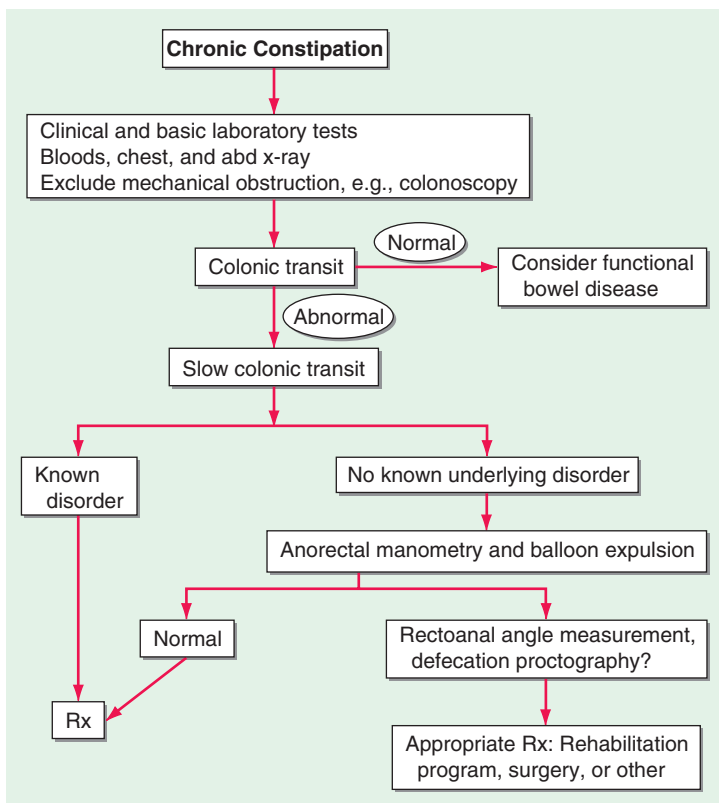 Chronic Constipation
Clinical and basic laboratory tests
Bloods, chest, and abd x-ray
Exclude mechanical obstruction, e.g., colonoscopy
Normal
Colonic transit
Consider functional
bowel disease
Abnormal
Slow colonic transit
Known
disorder
No known underlying disorder
Anorectal manometry and balloon expulsion
Normal
Rectoanal angle measurement,
defecation proctography?
Rx
Appropriate Rx: Rehabilitation
program, surgery, or other